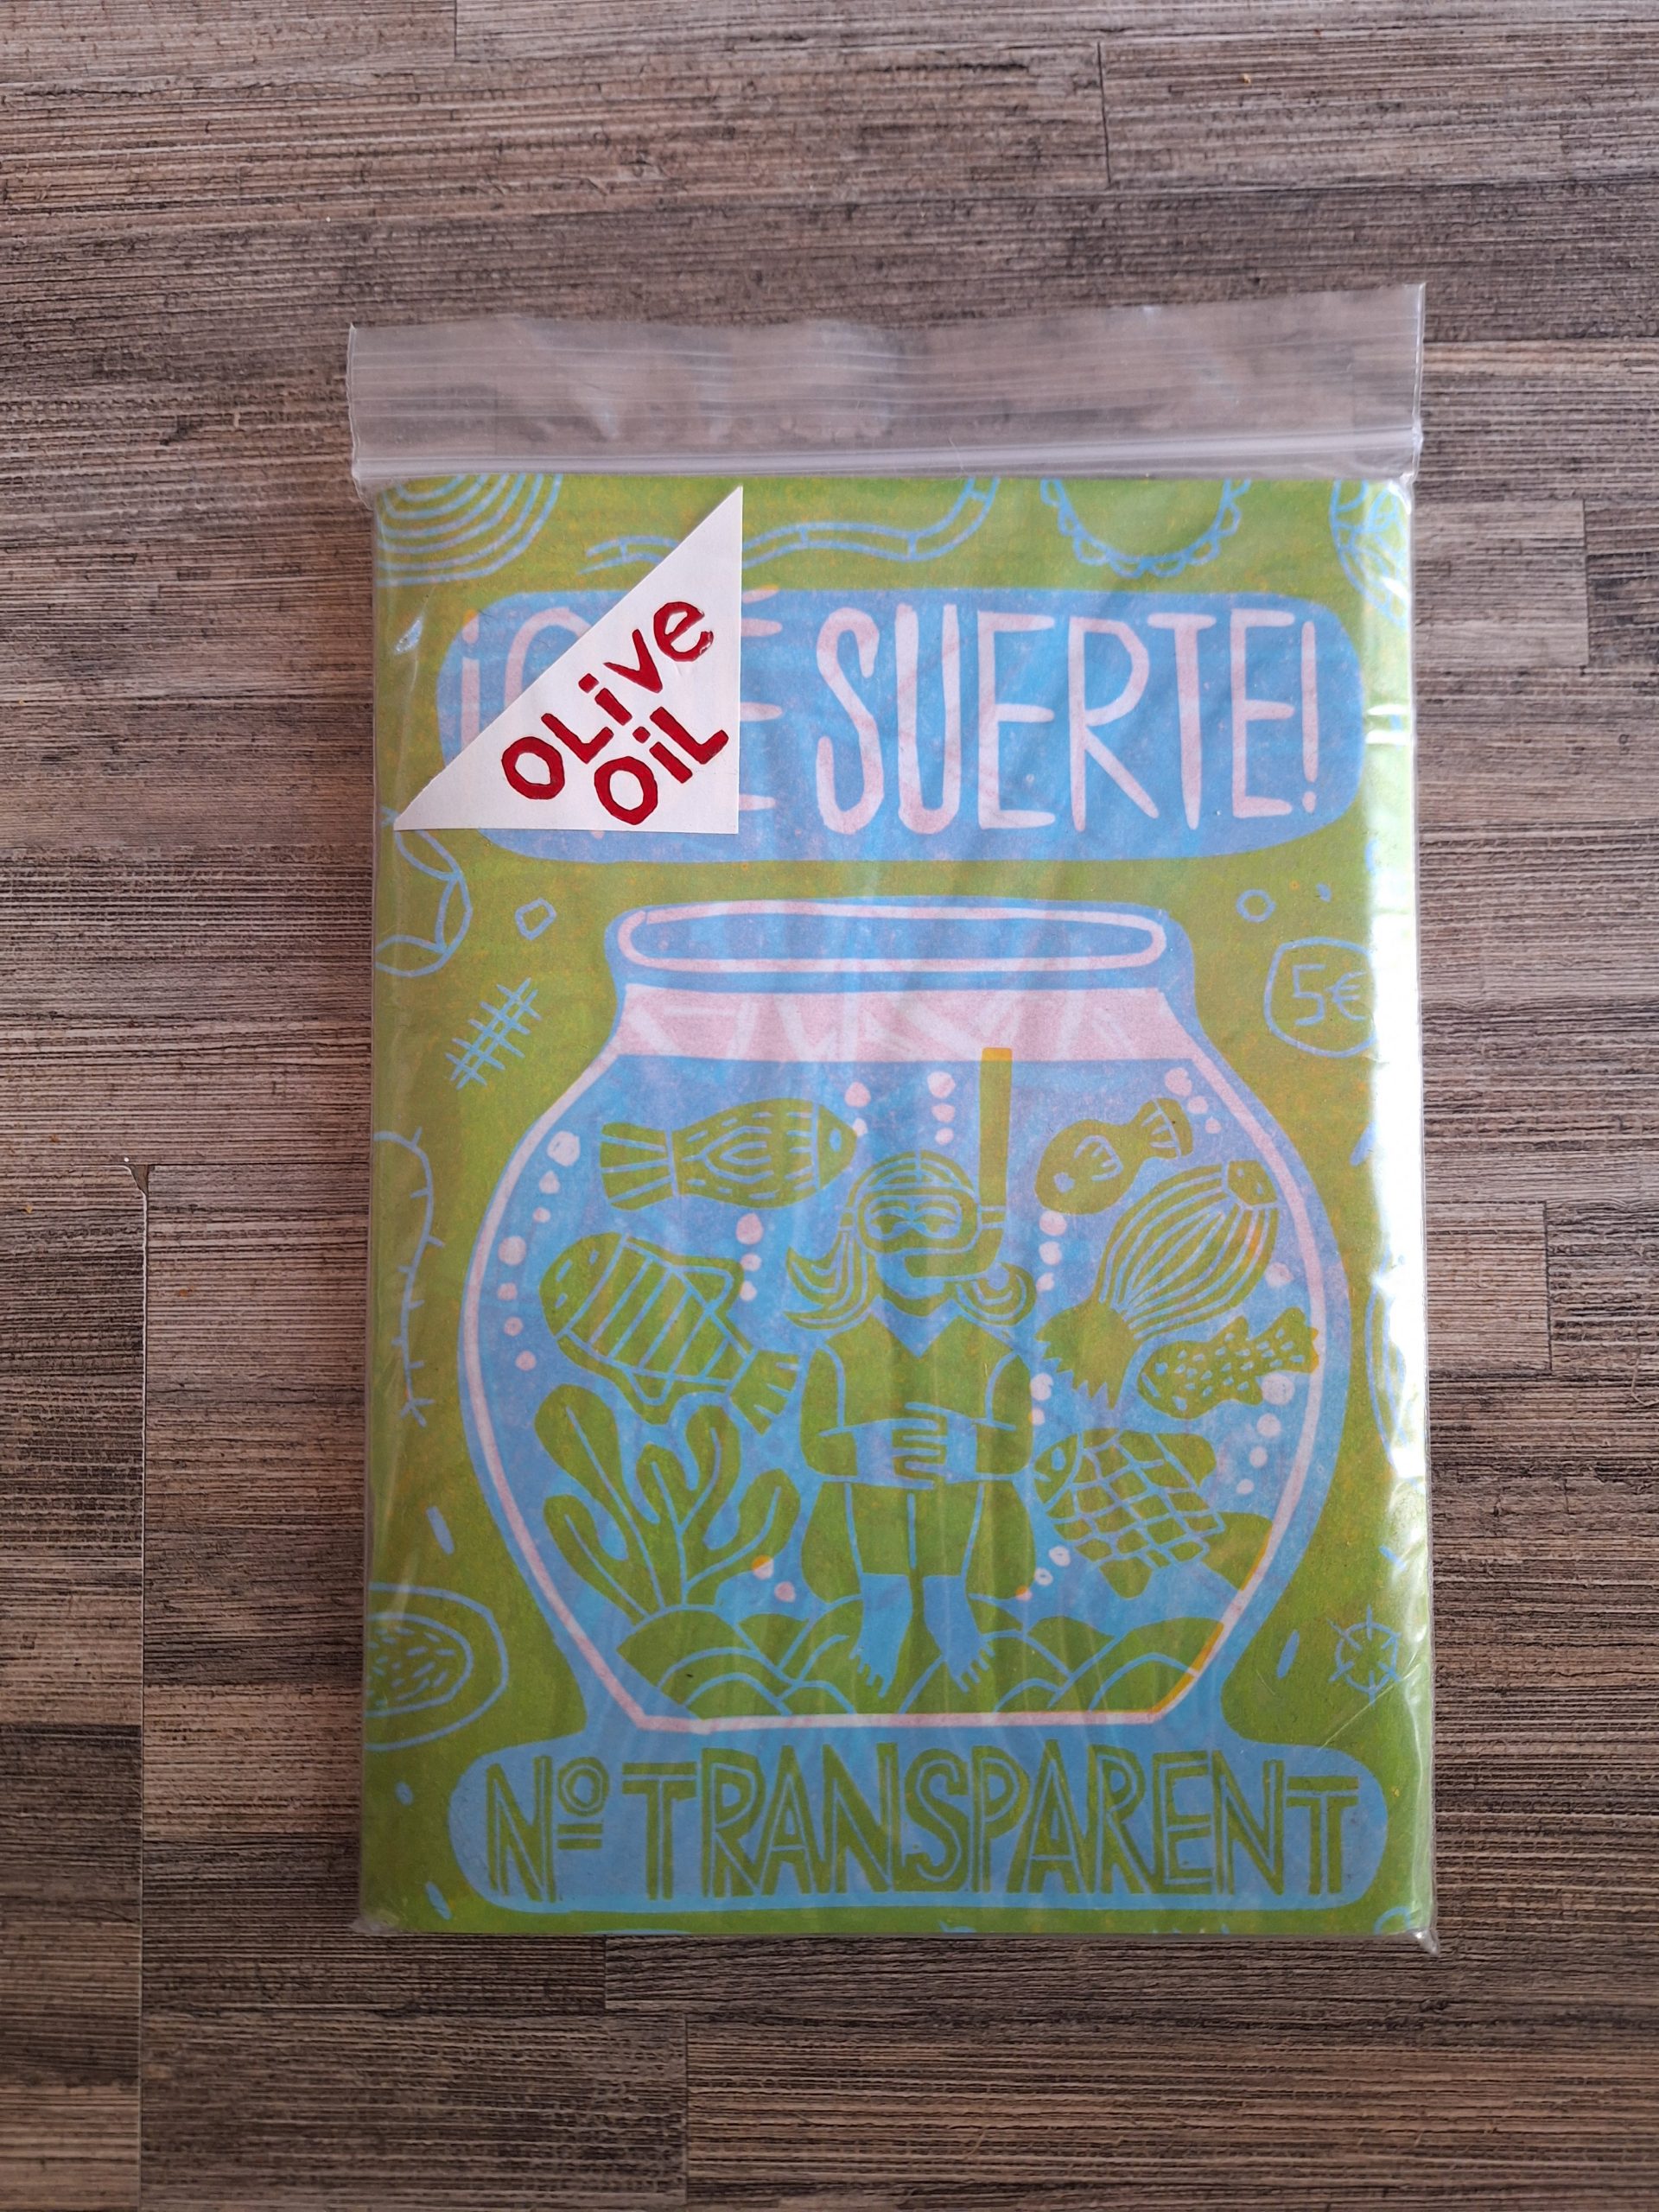 OLive
OiL
SUERTE!
5€
Nº TRANSPARENT